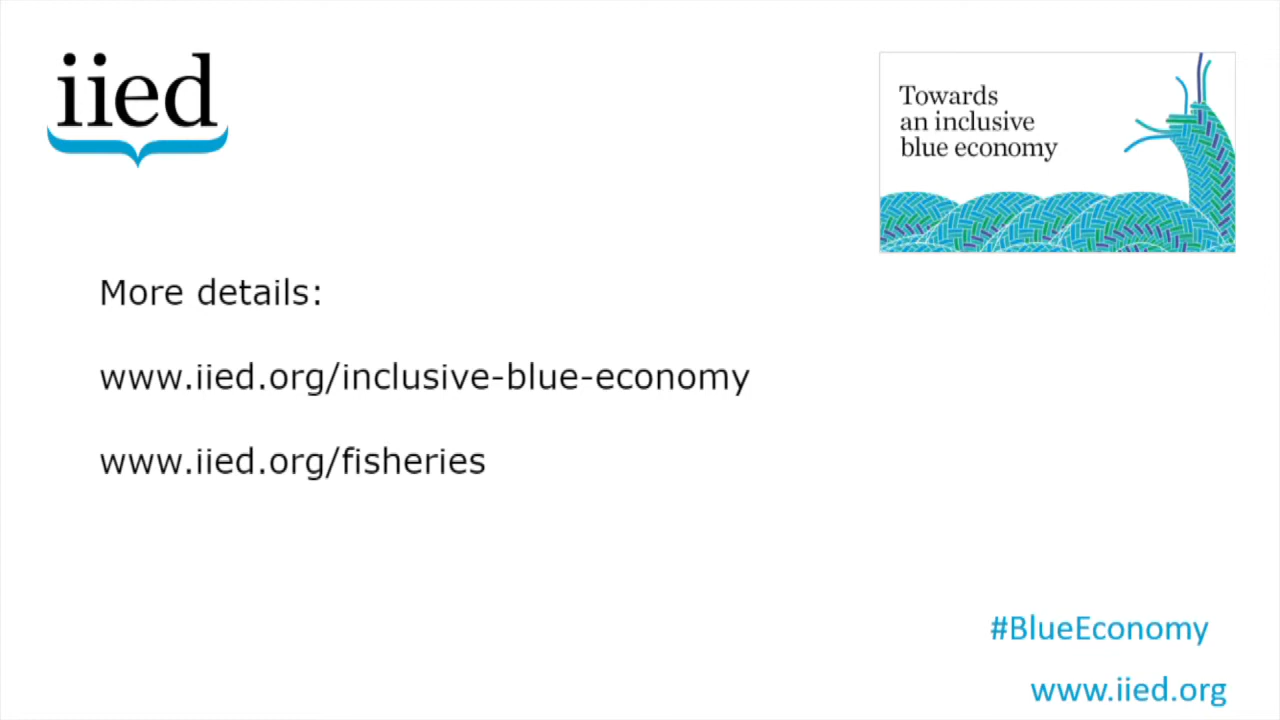 iied
Towards
an inclusive
blue economy
More details:
www.iied.org/inclusive-blue-economy
www.iied.org/fisheries
#BlueEconomy
www.iied.org